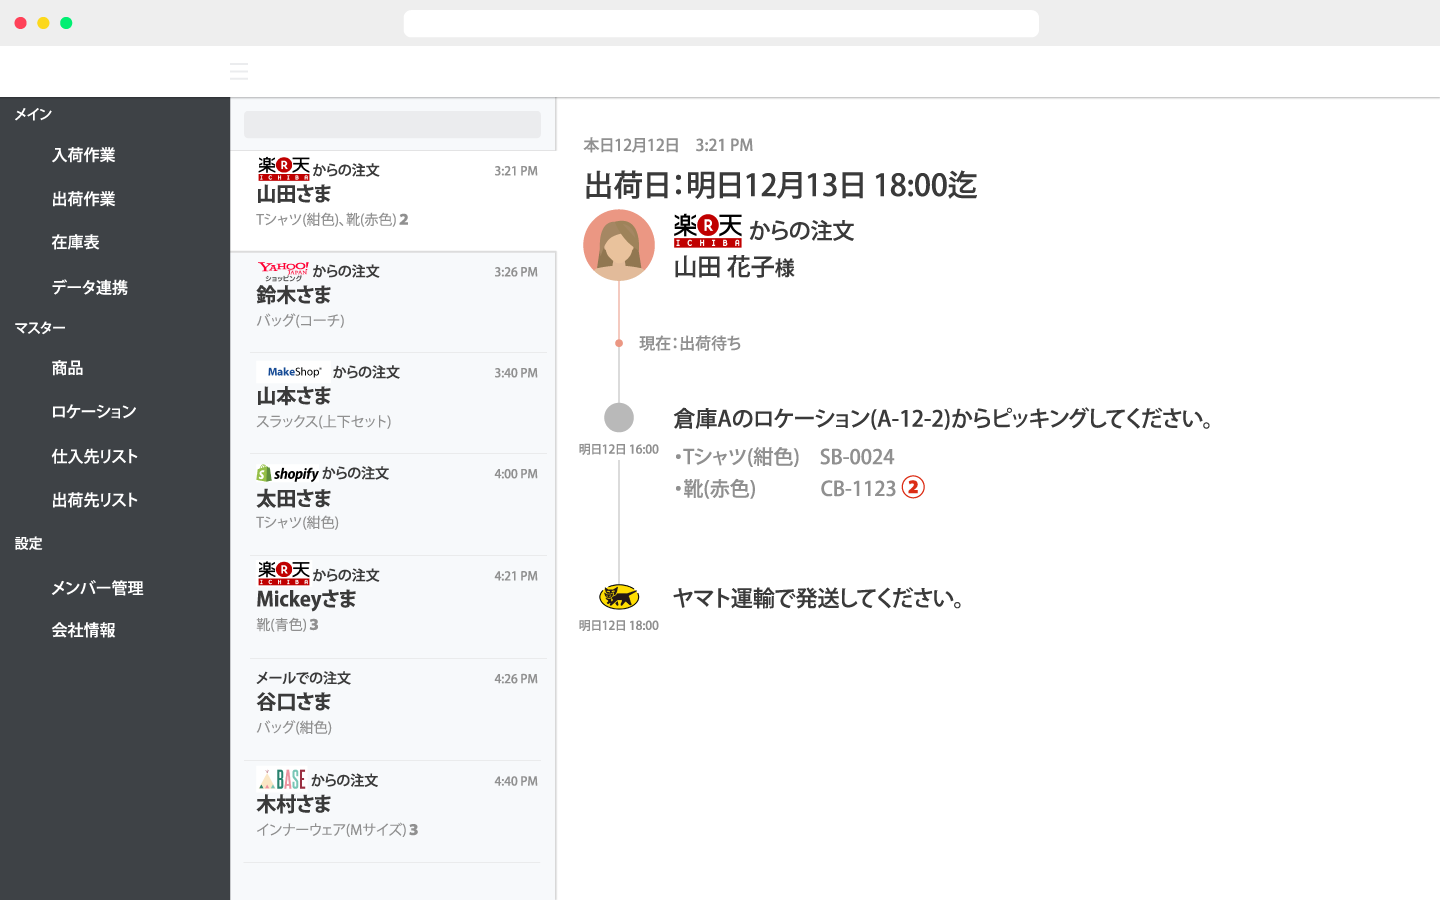 メイン
入荷作業
出荷作業
在庫表
データ連携
マスター
商品
ロケーション
仕入先リスト
出荷先リスト
設定
メンバー管理
会社情報
楽R天 ICHIBA からの注文 3:21 PM
山田さま
Tシャツ(紺色)、靴(赤色) 2
YAHOO! JAPAN ショッピング からの注文 3:26 PM
鈴木さま
バッグ(コーチ)
MakeShop からの注文 3:40 PM
山本さま
スラックス(上下セット)
shopify からの注文 4:00 PM
太田さま
Tシャツ(紺色)
楽R天 ICHIBA からの注文 4:21 PM
Mickeyさま
靴(青色) 3
メールでの注文 4:26 PM
谷口さま
バッグ(紺色)
BASE からの注文 4:40 PM
木村さま
インナーウェア(Mサイズ) 3
本日12月12日 3:21 PM
出荷日：明日12月13日 18:00迄
楽R天 ICHIBA からの注文
山田 花子様
現在：出荷待ち
倉庫Aのロケーション(A-12-2)からピッキングしてください。
明日12日 16:00
・Tシャツ(紺色) SB-0024
・靴(赤色) CB-1123 ②
ヤマト運輸で発送してください。
明日12日 18:00